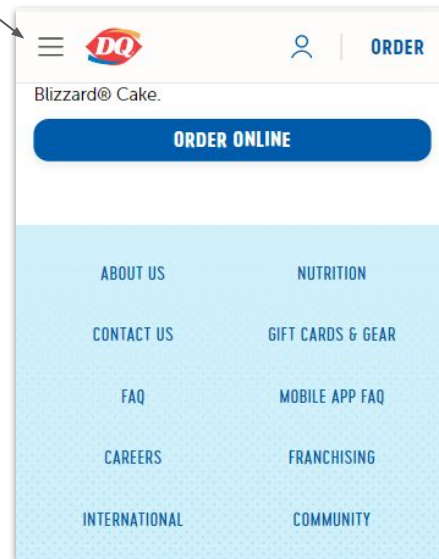 DQ
ORDER
Blizzard® Cake.
ORDER ONLINE
ABOUT US
NUTRITION
CONTACT US
GIFT CARDS & GEAR
FAQ
MOBILE APP FAQ
CAREERS
FRANCHISING
INTERNATIONAL
COMMUNITY